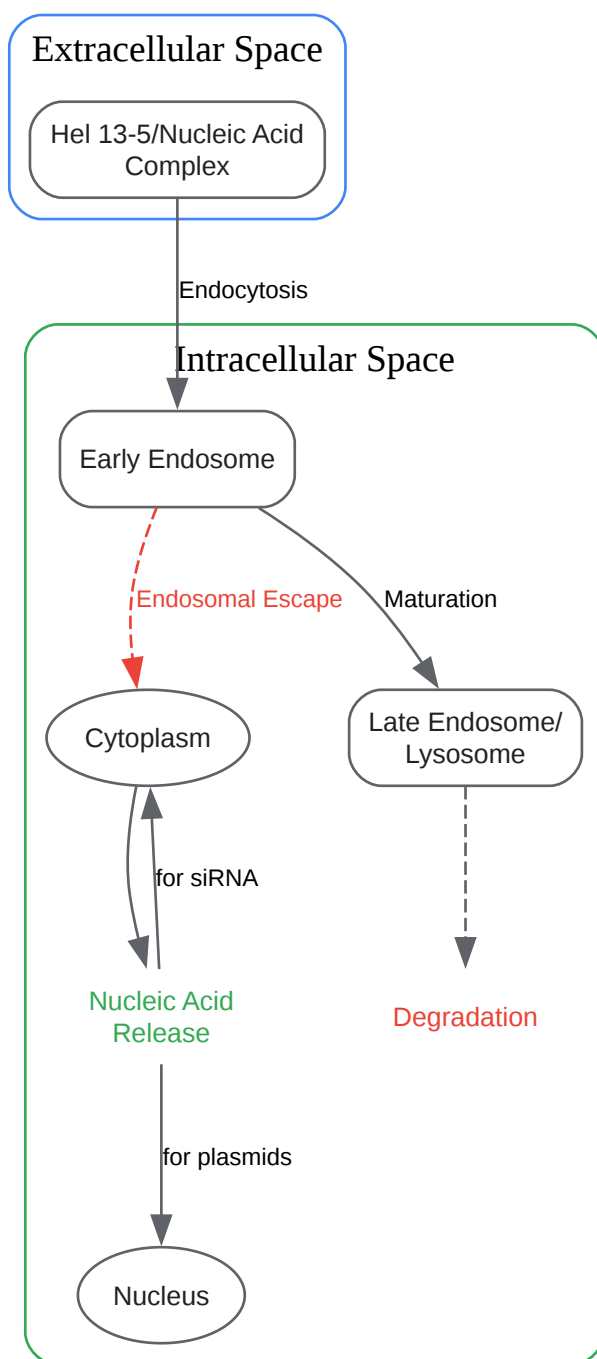 Extracellular Space
Hel 13-5/Nucleic Acid
Complex
Endocytosis
Intracellular Space
Early Endosome
Endosomal Escape
Maturation
Cytoplasm
Late Endosome/
Lysosome
for siRNA
Nucleic Acid
Release
Degradation
for plasmids
Nucleus